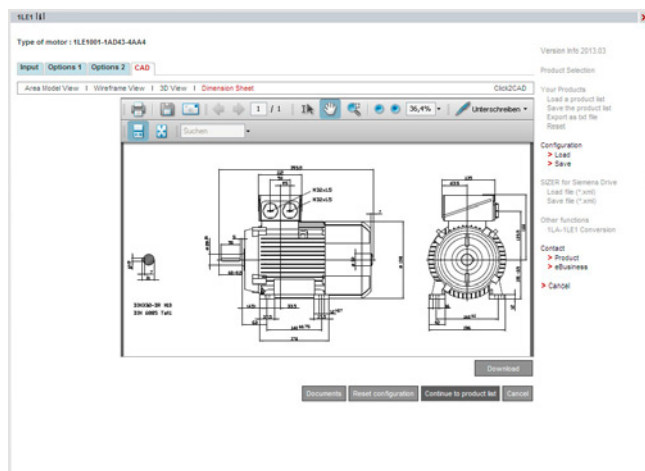 1LE1
Type of motor : 1LE1001-1AD43-4AA4
Input Options 1 Options 2 CAD
Area Model View I Wireframe View I 3D View I Dimension Sheet
Click2CAD
1 / 1 36,4% Unterschreiben
Suchen
Download
Documents Reset configuration Continue to product list Cancel
Version Info 2013.03
Product Selection
Your Products
Load a product list
Save the product list
Export as txt file
Reset
Configuration
> Load
> Save
SIZER for Siemens Drive
Load file (*.xml)
Save file (*.xml)
Other functions
1LA-1LE1 Conversion
Contact
> Product
> eBusiness
> Cancel